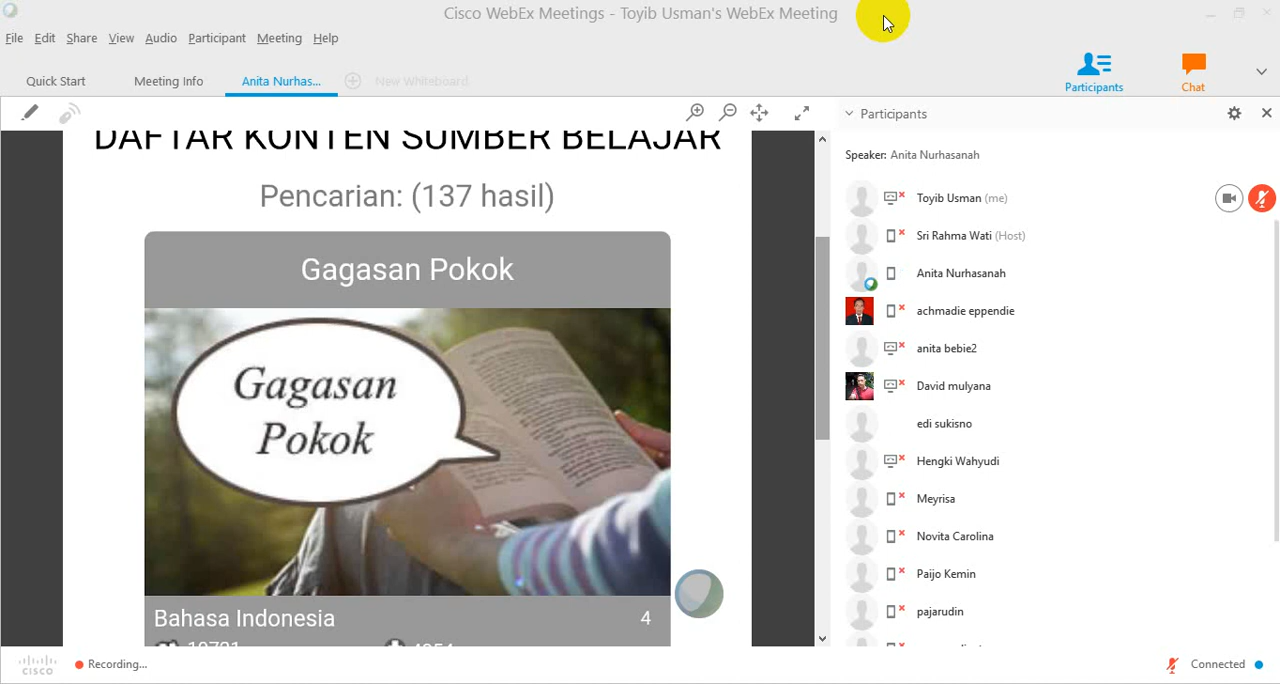 Cisco WebEx Meetings - Toyib Usman's WebEx Meeting
File Edit Share View Audio Participant Meeting Help
Quick Start Meeting Info Anita Nurhas... New Whiteboard
Participants Chat
DAFTAR KONTEN SUMBER BELAJAR
Pencarian: (137 hasil)
Gagasan Pokok
Gagasan
Pokok
Bahasa Indonesia 4
Participants
Speaker: Anita Nurhasanah
Toyib Usman (me)
Sri Rahma Wati (Host)
Anita Nurhasanah
achmadie eppendie
anita bebie2
David mulyana
edi sukisno
Hengki Wahyudi
Meyrisa
Novita Carolina
Paijo Kemin
pajarudin
cisco
Recording...
Connected